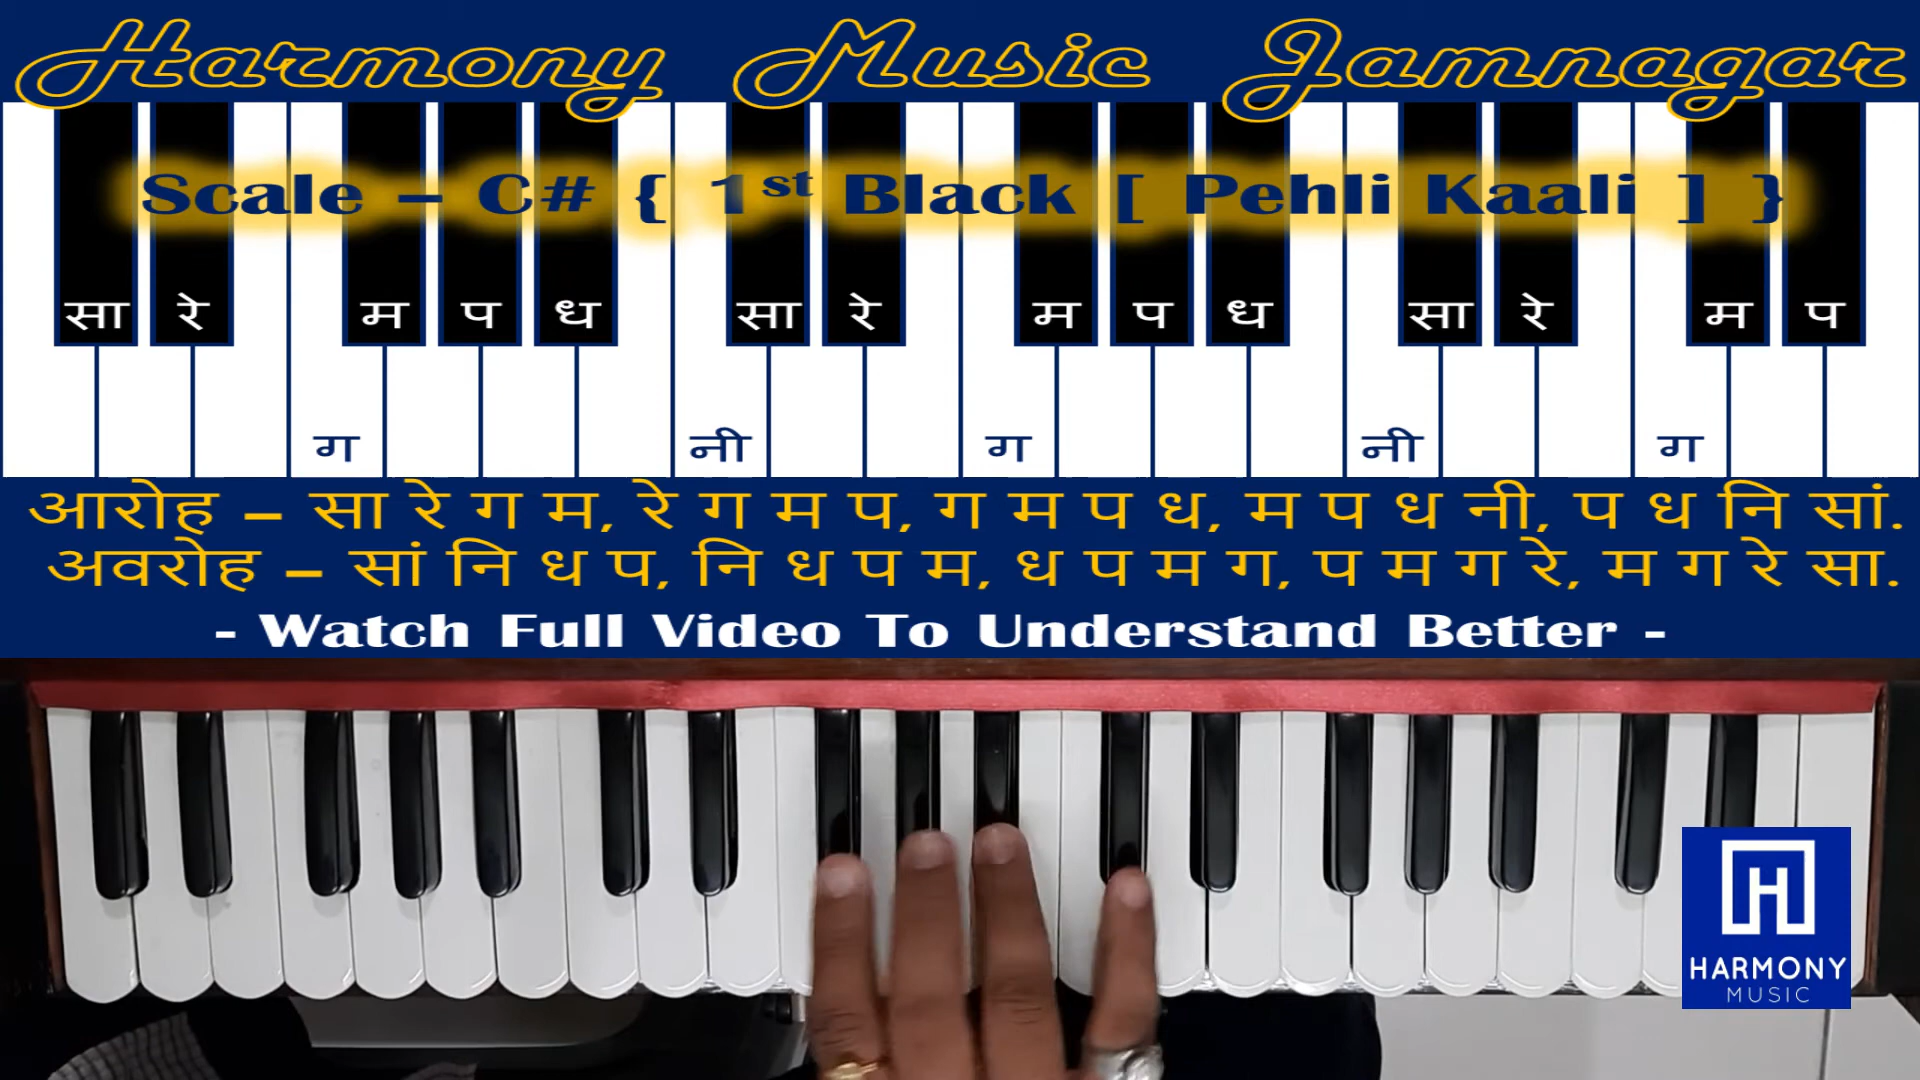 Harmony Music Jamnagar
Scale – C# { 1st Black [ Pehli Kaali ] }
सा रे म प ध सा रे म प ध सा रे म प
ग नी ग नी ग
आरोह – सा रे ग म, रे ग म प, ग म प ध, म प ध नी, प ध नि सां.
अवरोह – सां नि ध प, नि ध प म, ध प म ग, प म ग रे, म ग रे सा.
- Watch Full Video To Understand Better -
H
HARMONY
MUSIC